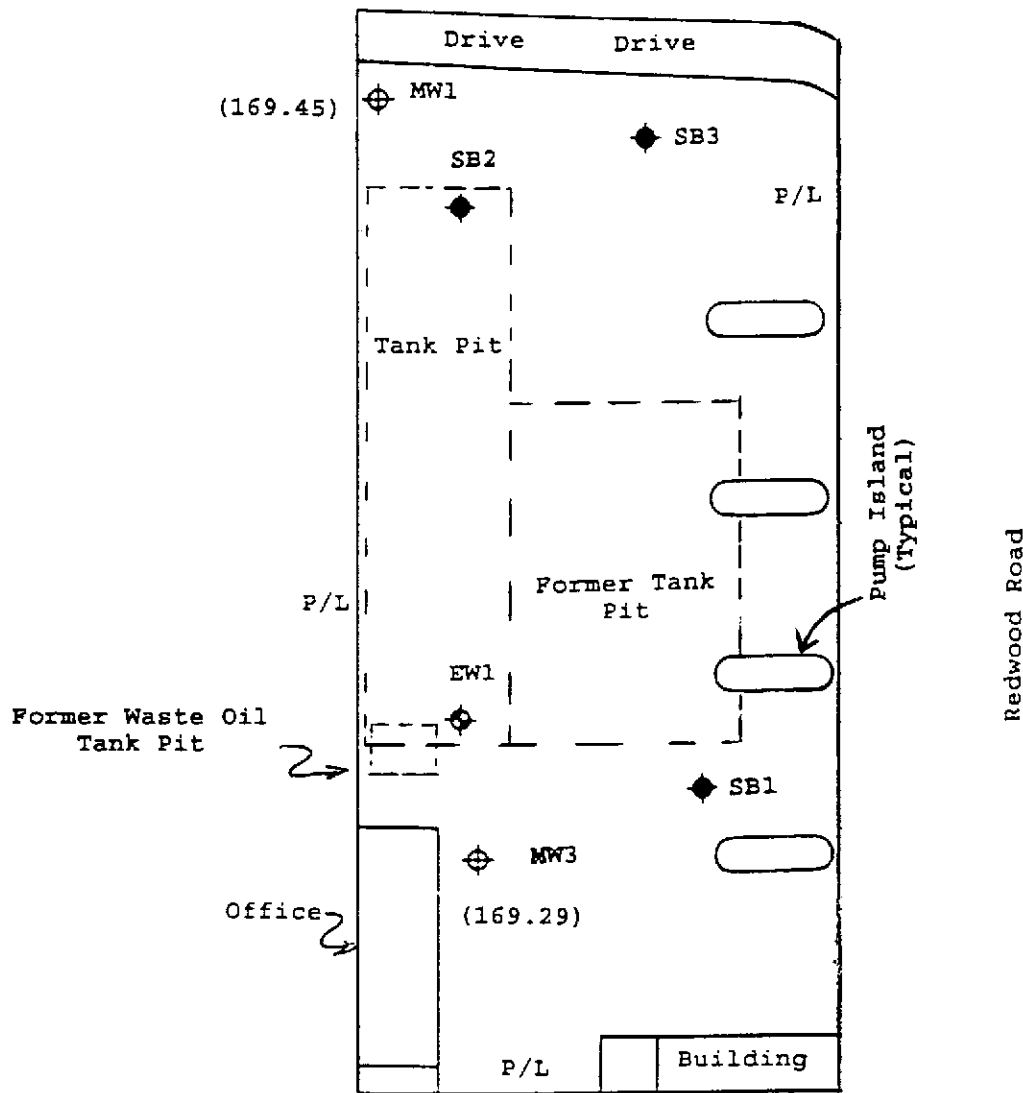 Drive Drive
MW1
(169.45)
SB3
SB2
P/L
Tank Pit
Pump Island
(Typical)
Former Tank
Pit
P/L
Redwood Road
EW1
Former Waste Oil
Tank Pit
SB1
MW3
Office
(169.29)
Building
P/L